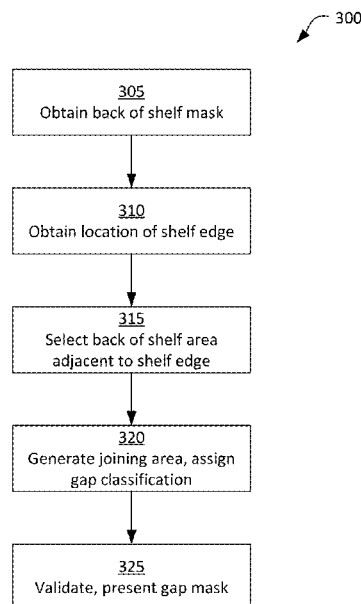 300
305
Obtain back of shelf mask
310
Obtain location of shelf edge
315
Select back of shelf area
adjacent to shelf edge
320
Generate joining area, assign
gap classification
325
Validate, present gap mask